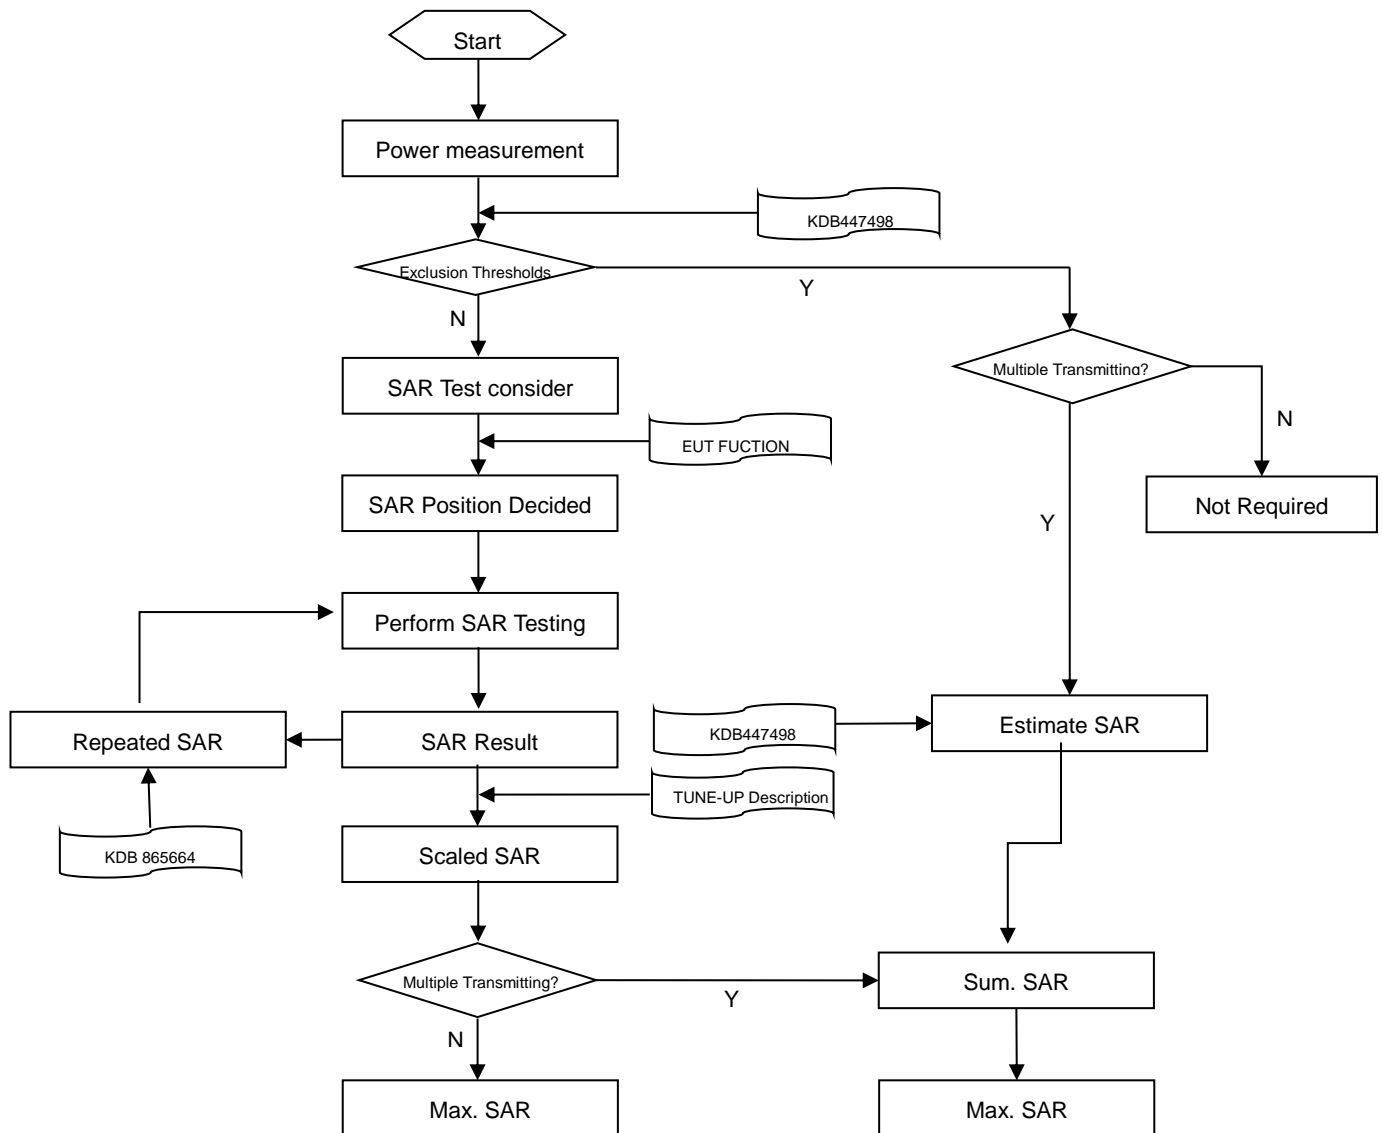 Start
Power measurement
KDB447498
Exclusion Thresholds
Y
N
Multiple Transmitting?
SAR Test consider
N
EUT FUCTION
SAR Position Decided
Not Required
Y
Perform SAR Testing
Repeated SAR
SAR Result
KDB447498
Estimate SAR
TUNE-UP Description
KDB 865664
Scaled SAR
Multiple Transmitting?
Y
Sum. SAR
N
Max. SAR
Max. SAR